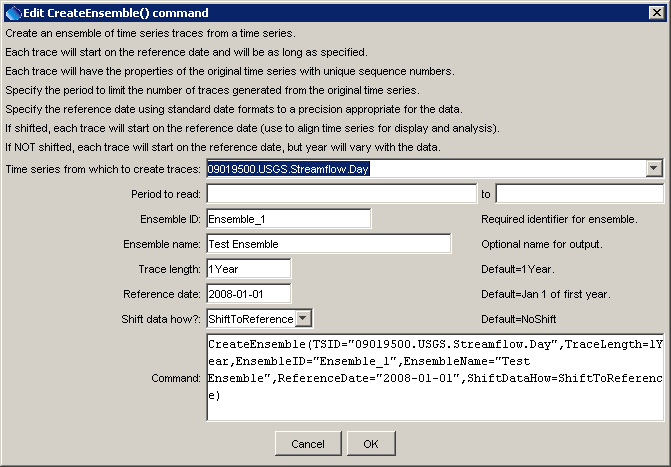 Edit CreateEnsemble() command
Create an ensemble of time series traces from a time series.
Each trace will start on the reference date and will be as long as specified.
Each trace will have the properties of the original time series with unique sequence numbers.
Specify the period to limit the number of traces generated from the original time series.
Specify the reference date using standard date formats to a precision appropriate for the data.
If shifted, each trace will start on the reference date (use to align time series for display and analysis).
If NOT shifted, each trace will start on the reference date, but year will vary with the data.
Time series from which to create traces: 09019500.USGS.Streamflow.Day
Period to read: to
Ensemble ID: Ensemble_1 Required identifier for ensemble.
Ensemble name: Test Ensemble Optional name for output.
Trace length: 1Year Default=1Year.
Reference date: 2008-01-01 Default=Jan 1 of first year.
Shift data how?: ShiftToReference Default=NoShift
CreateEnsemble(TSID="09019500.USGS.Streamflow.Day",TraceLength=1Y
ear,EnsembleID="Ensemble_1",EnsembleName="Test
Command: Ensemble",ReferenceDate="2008-01-01",ShiftDataHow=ShiftToReferenc
e)
Cancel OK